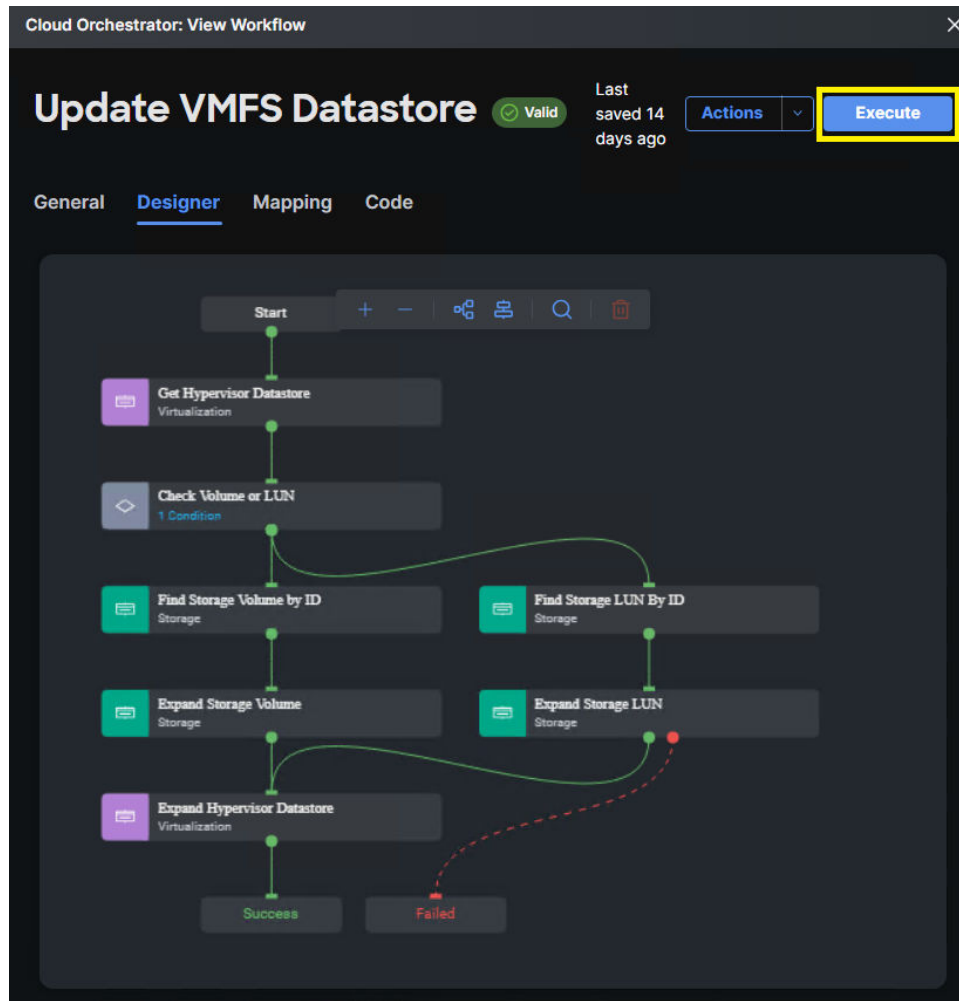 Cloud Orchestrator: View Workflow
Update VMFS Datastore
Valid
Last
saved 14
days ago
Actions
Execute
General Designer Mapping Code
Start
Get Hypervisor Datastore
Virtualization
Check Volume or LUN
1 Condition
Find Storage Volume by ID
Storage
Find Storage LUN By ID
Storage
Expand Storage Volume
Storage
Expand Storage LUN
Storage
Expand Hypervisor Datastore
Virtualization
Success
Failed